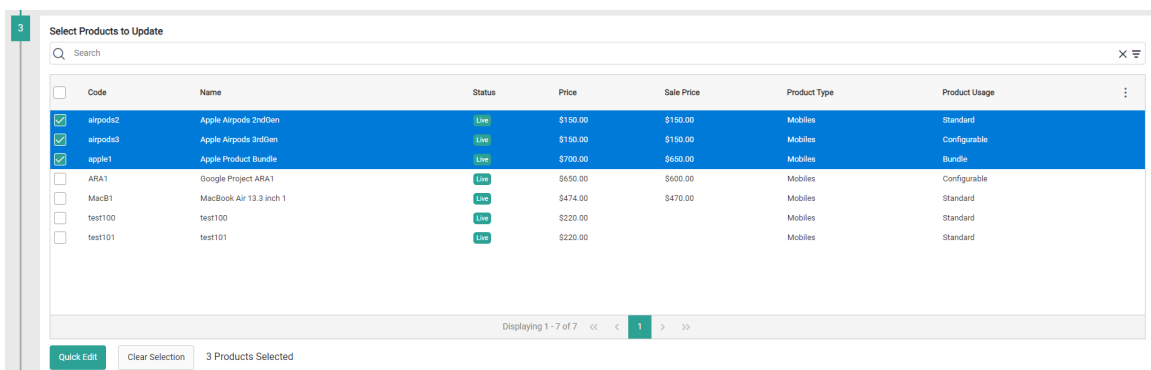 3
Select Products to Update
Search
Code Name Status Price Sale Price Product Type Product Usage
airpods2 Apple Airpods 2ndGen Live $150.00 $150.00 Mobiles Standard
airpods3 Apple Airpods 3rdGen Live $150.00 $150.00 Mobiles Configurable
apple1 Apple Product Bundle Live $700.00 $650.00 Mobiles Bundle
ARA1 Google Project ARA1 Live $650.00 $600.00 Mobiles Configurable
MacB1 MacBook Air 13.3 inch 1 Live $474.00 $470.00 Mobiles Standard
test100 test100 Live $220.00 Mobiles Standard
test101 test101 Live $220.00 Mobiles Standard
Displaying 1 - 7 of 7 << < 1 > >>
Quick Edit Clear Selection 3 Products Selected